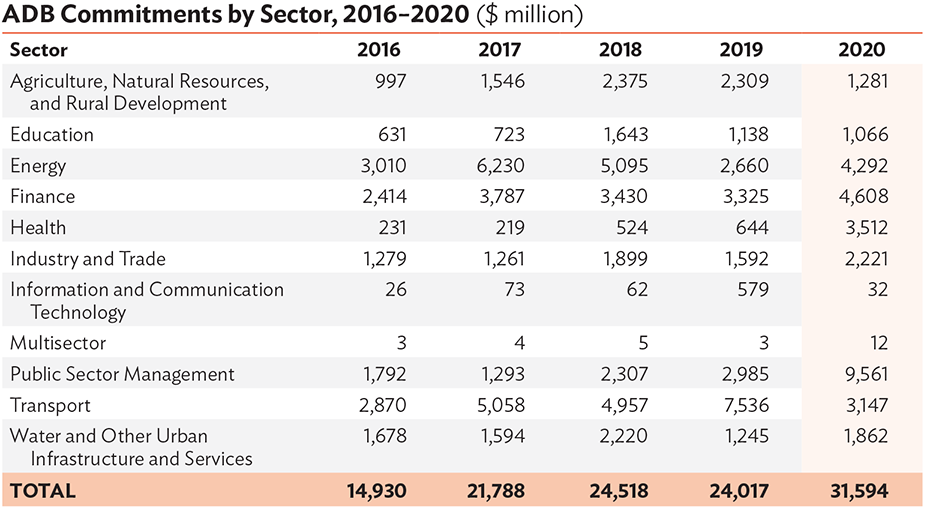 ADB Commitments by Sector, 2016–2020 ($ million)
Sector 2016 2017 2018 2019 2020
Agriculture, Natural Resources, 997 1,546 2,375 2,309 1,281
and Rural Development
Education 631 723 1,643 1,138 1,066
Energy 3,010 6,230 5,095 2,660 4,292
Finance 2,414 3,787 3,430 3,325 4,608
Health 231 219 524 644 3,512
Industry and Trade 1,279 1,261 1,899 1,592 2,221
Information and Communication 26 73 62 579 32
Technology
Multisector 3 4 5 3 12
Public Sector Management 1,792 1,293 2,307 2,985 9,561
Transport 2,870 5,058 4,957 7,536 3,147
Water and Other Urban 1,678 1,594 2,220 1,245 1,862
Infrastructure and Services
TOTAL 14,930 21,788 24,518 24,017 31,594